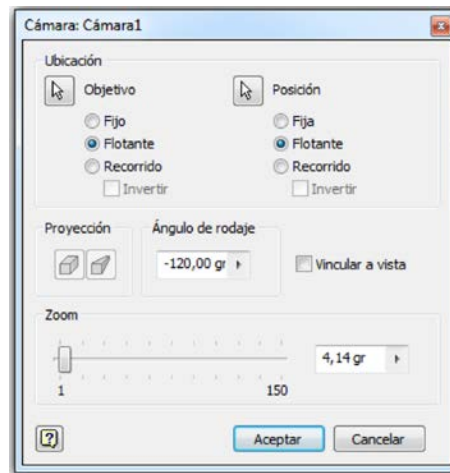 Cámara: Cámara1
Ubicación
Objetivo
Posición
Fijo
Fija
Flotante
Flotante
Recorrido
Recorrido
Invertir
Invertir
Proyección
Ángulo de rodaje
-120,00 gr
Vincular a vista
Zoom
4,14 gr
1
150
Aceptar
Cancelar